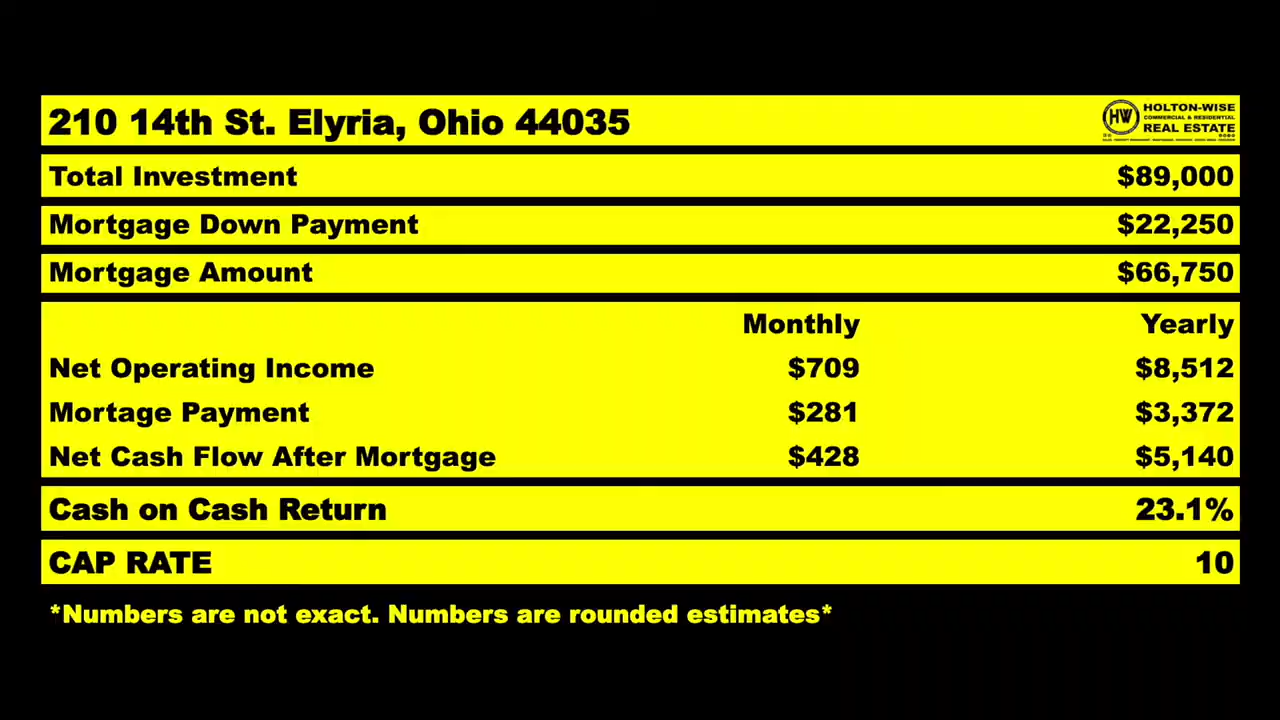 210 14th St. Elyria, Ohio 44035
HOLTON-WISE
COMMERCIAL & RESIDENTIAL
REAL ESTATE
HW
Total Investment $89,000
Mortgage Down Payment $22,250
Mortgage Amount $66,750
Monthly Yearly
Net Operating Income $709 $8,512
Mortage Payment $281 $3,372
Net Cash Flow After Mortgage $428 $5,140
Cash on Cash Return 23.1%
CAP RATE 10
*Numbers are not exact. Numbers are rounded estimates*